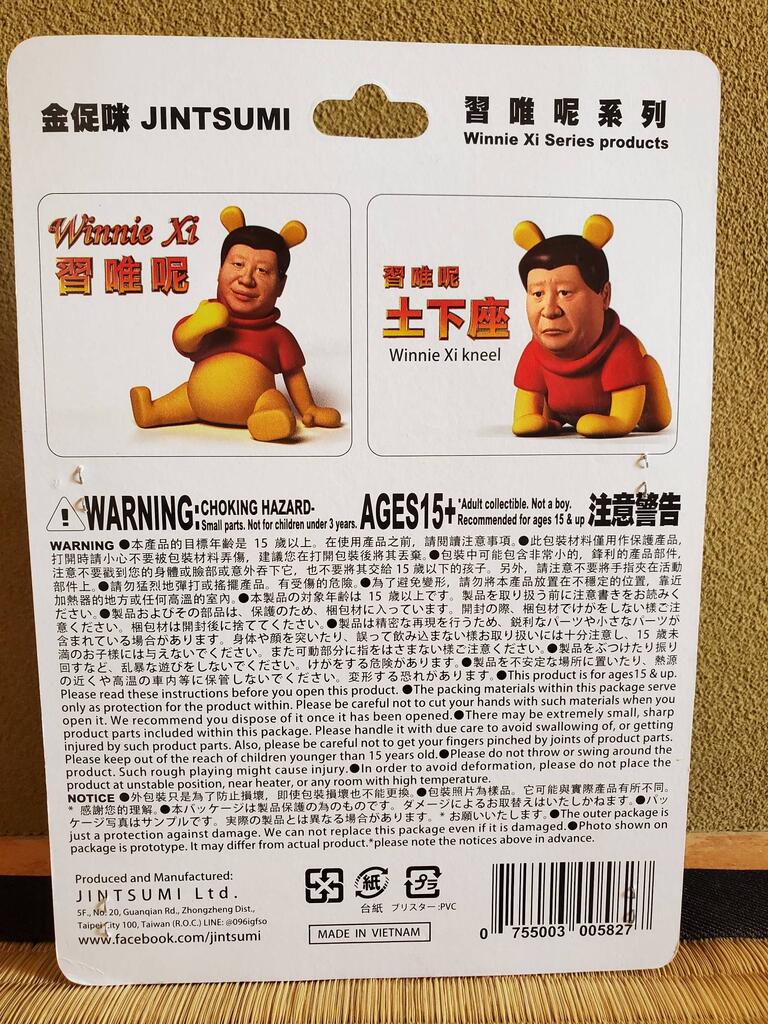 金促咪 JINTSUMI
習唯呢系列
Winnie Xi Series products
Winnie Xi
習唯呢
習唯呢
土下座
Winnie Xi kneel
WARNING: CHOKING HAZARD-
Small parts. Not for children under 3 years.
AGES15+
*Adult collectible. Not a boy.
Recommended for ages 15 & up
注意警告
WARNING ●本產品的目標年齡是 15 歲以上。在使用產品之前，請閱讀注意事項。●此包裝材料僅用作保護產品,
打開時請小心不要被包裝材料弄傷，建議您在打開包裝後將其丟棄。●包裝中可能包含非常小的，鋒利的產品部件,
注意不要戳到您的身體或臉部或意外吞下它，也不要將其交給 15 歲以下的孩子。另外，請注意不要將手指夾在活動
部件上。●請勿猛烈地彈打或搖擺產品。有受傷的危險。●為了避免變形，請勿將本產品放置在不穩定的位置，靠近
加熱器的地方或任何高溫的室內。●本製品の対象年齢は 15 歳以上です。 製品を取り扱う前に注意書きをお読みく
ださい。●製品およびその部品は、保護のため、梱包材に入っています。 開封の際、梱包材でけがをしない様ご注
意ください。梱包材は開封後に捨ててください。●製品は精密な再現を行うため、鋭利なパーツや小さなパーツが
含まれている場合があります。身体や顔を突いたり、誤って飲み込まない様お取り扱いには十分注意し、15 歳未
満のお子様には与えないでください。また可動部分に指をはさまない様ご注意ください。●製品をぶつけたり振り
回すなど、乱暴な遊びをしないでください。けがをする危険があります。●製品を不安定な場所に置いたり、熱源
の近くや高温の車内等に保管しないでください。変形する恐れがあります。●This product is for ages15 & up.
Please read these instructions before you open this product. ●The packing materials within this package serve
only as protection for the product within. Please be careful not to cut your hands with such materials when you
open it. We recommend you dispose of it once it has been opened.●There may be extremely small, sharp
product parts included within this package. Please handle it with due care to avoid swallowing of, or getting
injured by such product parts. Also, please be careful not to get your fingers pinched by joints of product parts.
Please keep out of the reach of children younger than 15 years old.●Please do not throw or swing around the
product. Such rough playing might cause injury.●In order to avoid deformation, please do not place the
product at unstable position, near heater, or any room with high temperature.
NOTICE ●外包裝只是為了防止損壞，即使包裝損壞也不能更換。●包裝照片為樣品。它可能與實際產品有所不同。
* 感謝您的理解。●本パッケージは製品保護の為のものです。ダメージによるお取替えはいたしかねます。●パッ
ケージ写真はサンプルです。実際の製品とは異なる場合があります。* お願いいたします。●The outer package is
just a protection against damage. We can not replace this package even if it is damaged.●Photo shown on
package is prototype. It may differ from actual product.*please note the notices above in advance.
Produced and Manufactured:
JINTSUMI Ltd.
5F., No. 20, Guanqian Rd., Zhongzheng Dist.,
Taipei City 100, Taiwan (R.O.C.) LINE: @096igfso
www.facebook.com/jintsumi
紙
プラ
台紙 ブリスター:PVC
MADE IN VIETNAM
0 755003 005827